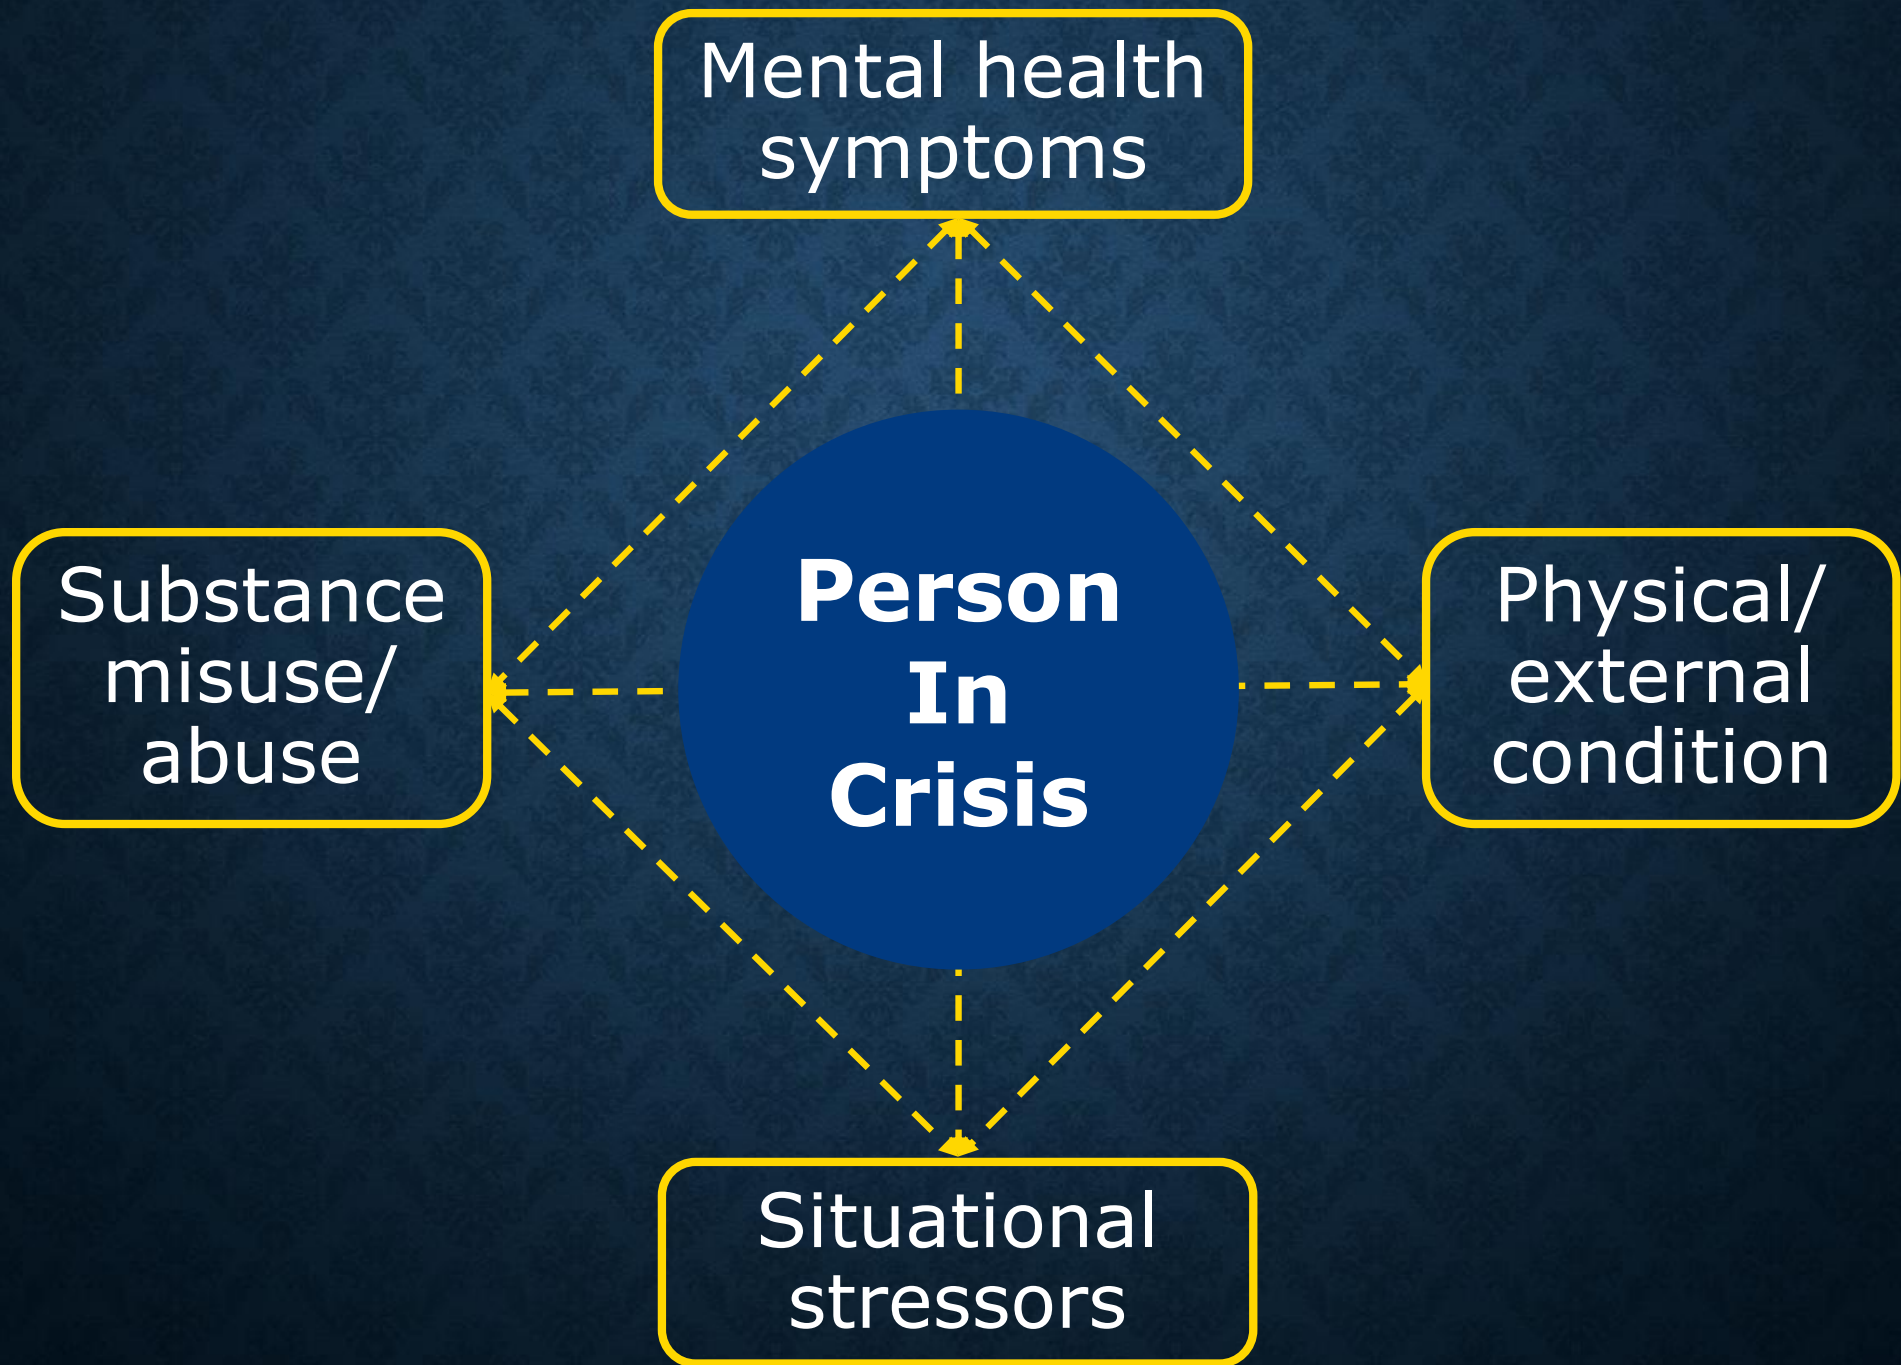 Mental health
symptoms
Substance
misuse/
abuse
Person
In
Crisis
Physical/
external
condition
Situational
stressors